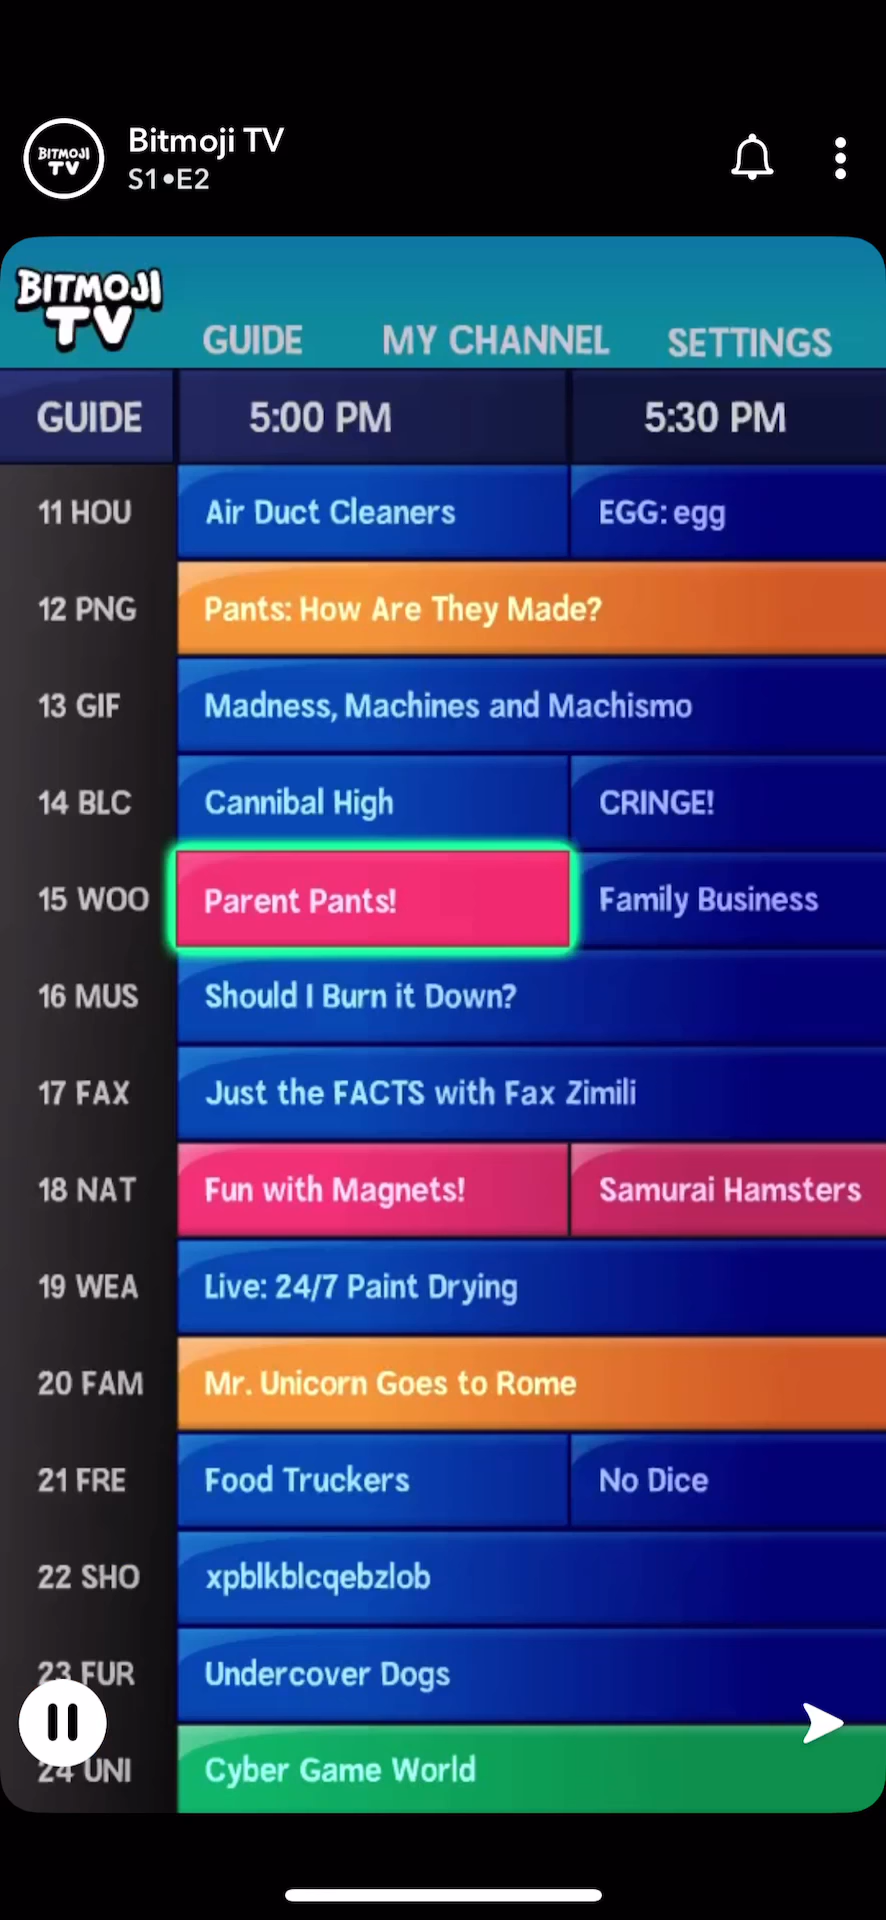 BITMOJI TV
Bitmoji TV
S1•E2
BITMOJI
TV
GUIDE MY CHANNEL SETTINGS
GUIDE 5:00 PM 5:30 PM
11 HOU Air Duct Cleaners EGG: egg
12 PNG Pants: How Are They Made?
13 GIF Madness, Machines and Machismo
14 BLC Cannibal High CRINGE!
15 WOO Parent Pants! Family Business
16 MUS Should I Burn it Down?
17 FAX Just the FACTS with Fax Zimili
18 NAT Fun with Magnets! Samurai Hamsters
19 WEA Live: 24/7 Paint Drying
20 FAM Mr. Unicorn Goes to Rome
21 FRE Food Truckers No Dice
22 SHO xpblkblcqebzlob
23 FUR Undercover Dogs
24 UNI Cyber Game World